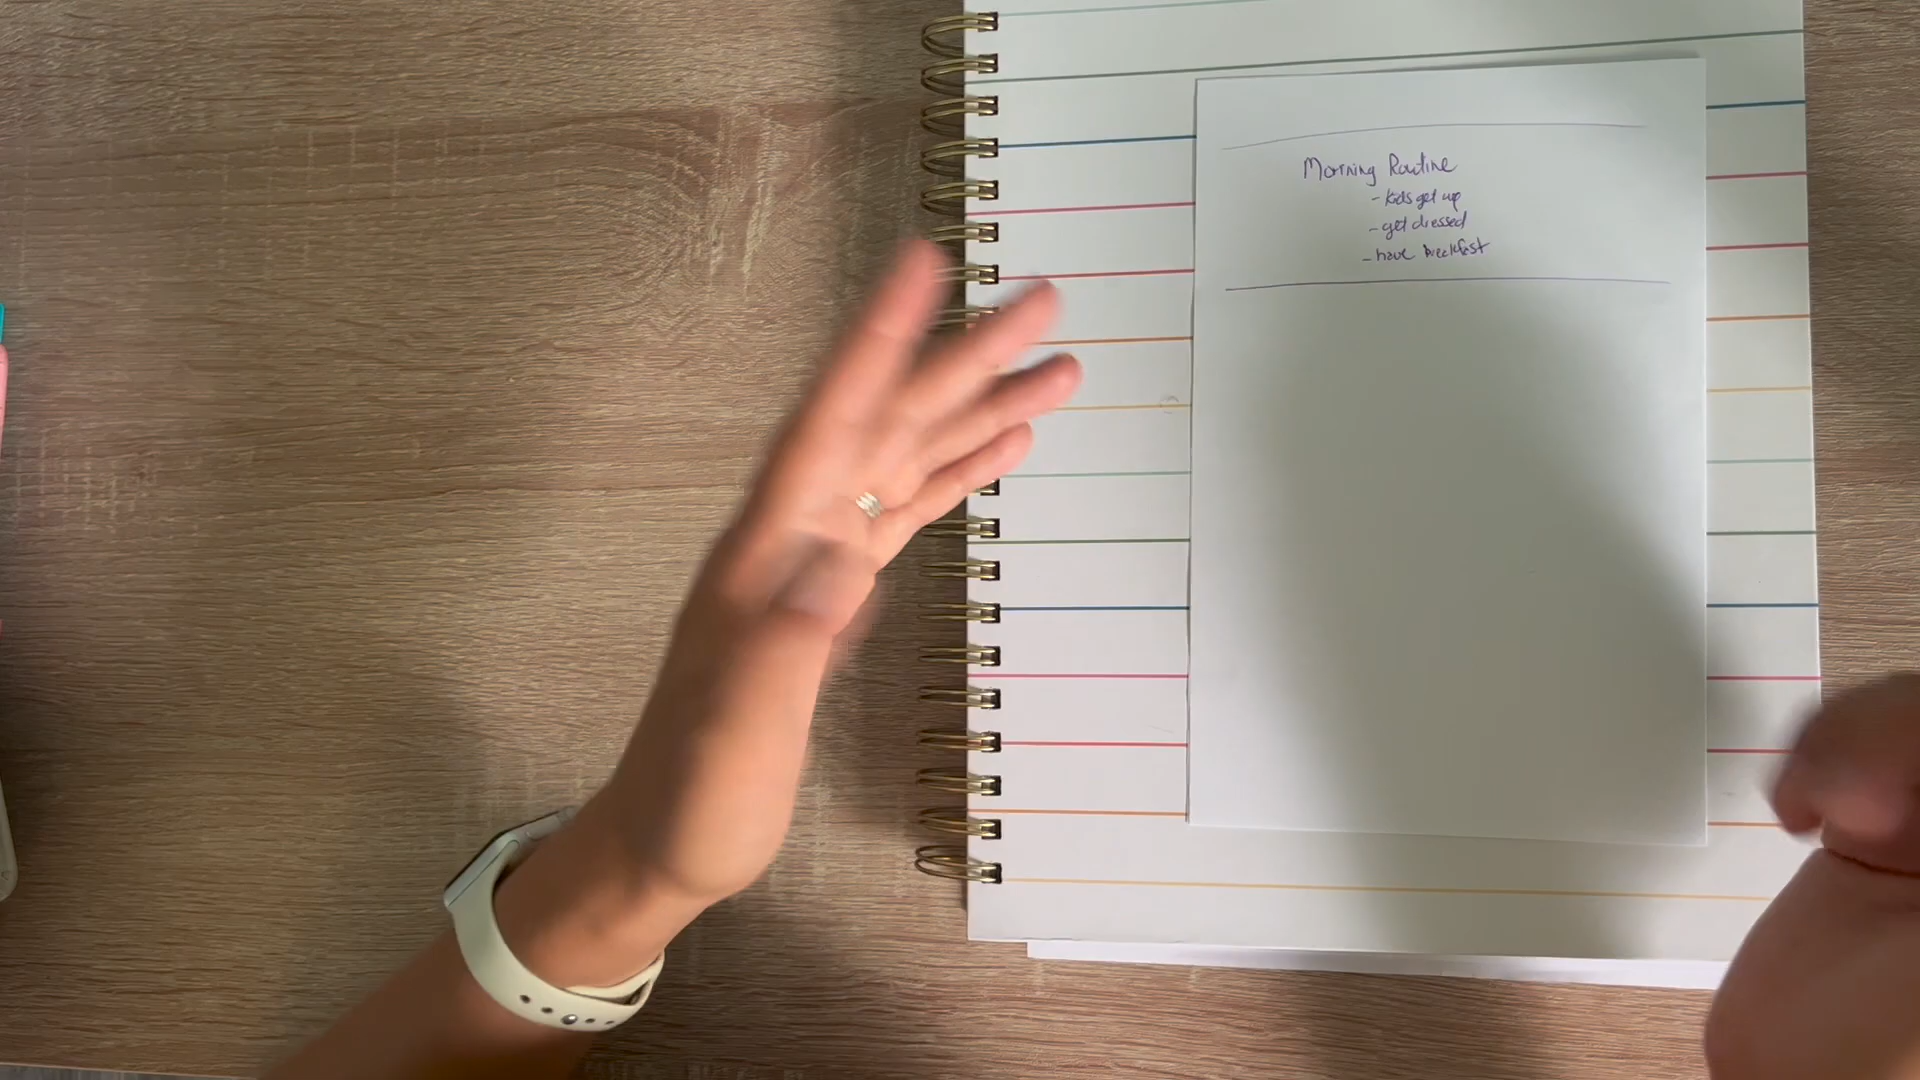 Morning Routine
- kids get up
- get dressed
- have breakfast